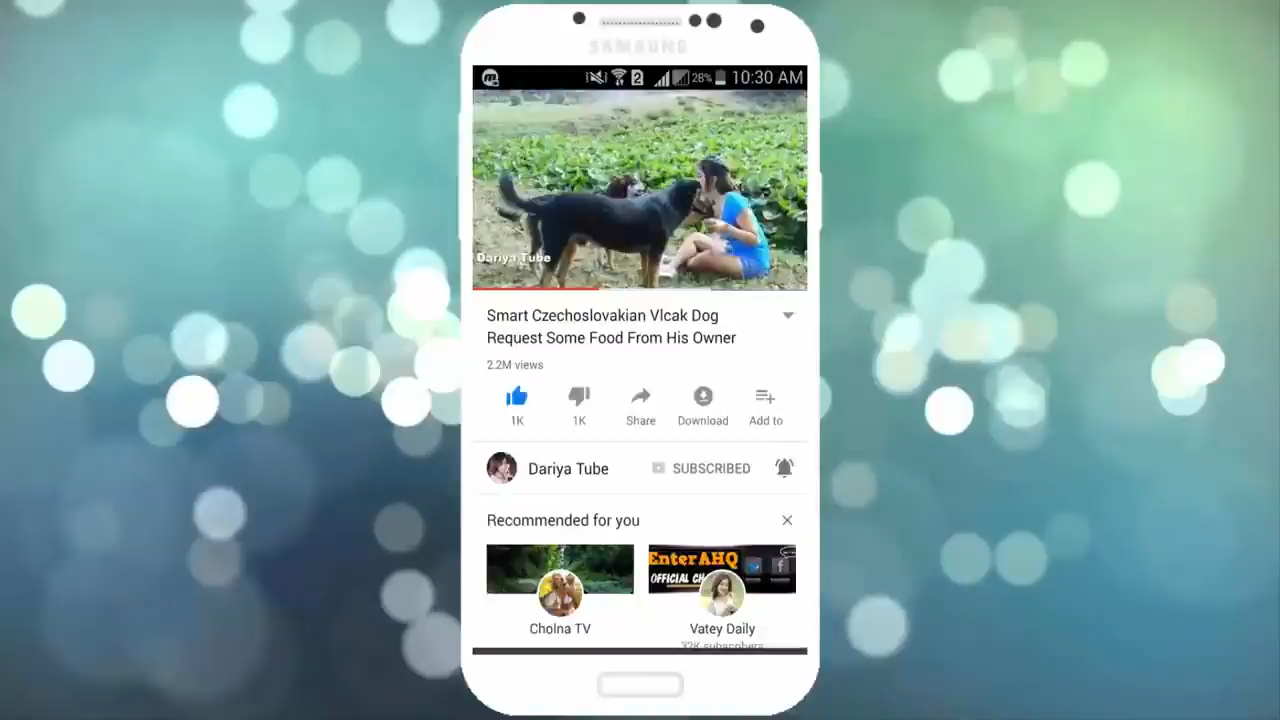 SAMSUNG
2 28% 10:30 AM
Dariya Tube
Smart Czechoslovakian Vlcak Dog
Request Some Food From His Owner
2.2M views
1K 1K Share Download Add to
Dariya Tube SUBSCRIBED
Recommended for you
EnterAHQ
OFFICIAL
Cholna TV Vatey Daily
subscribers